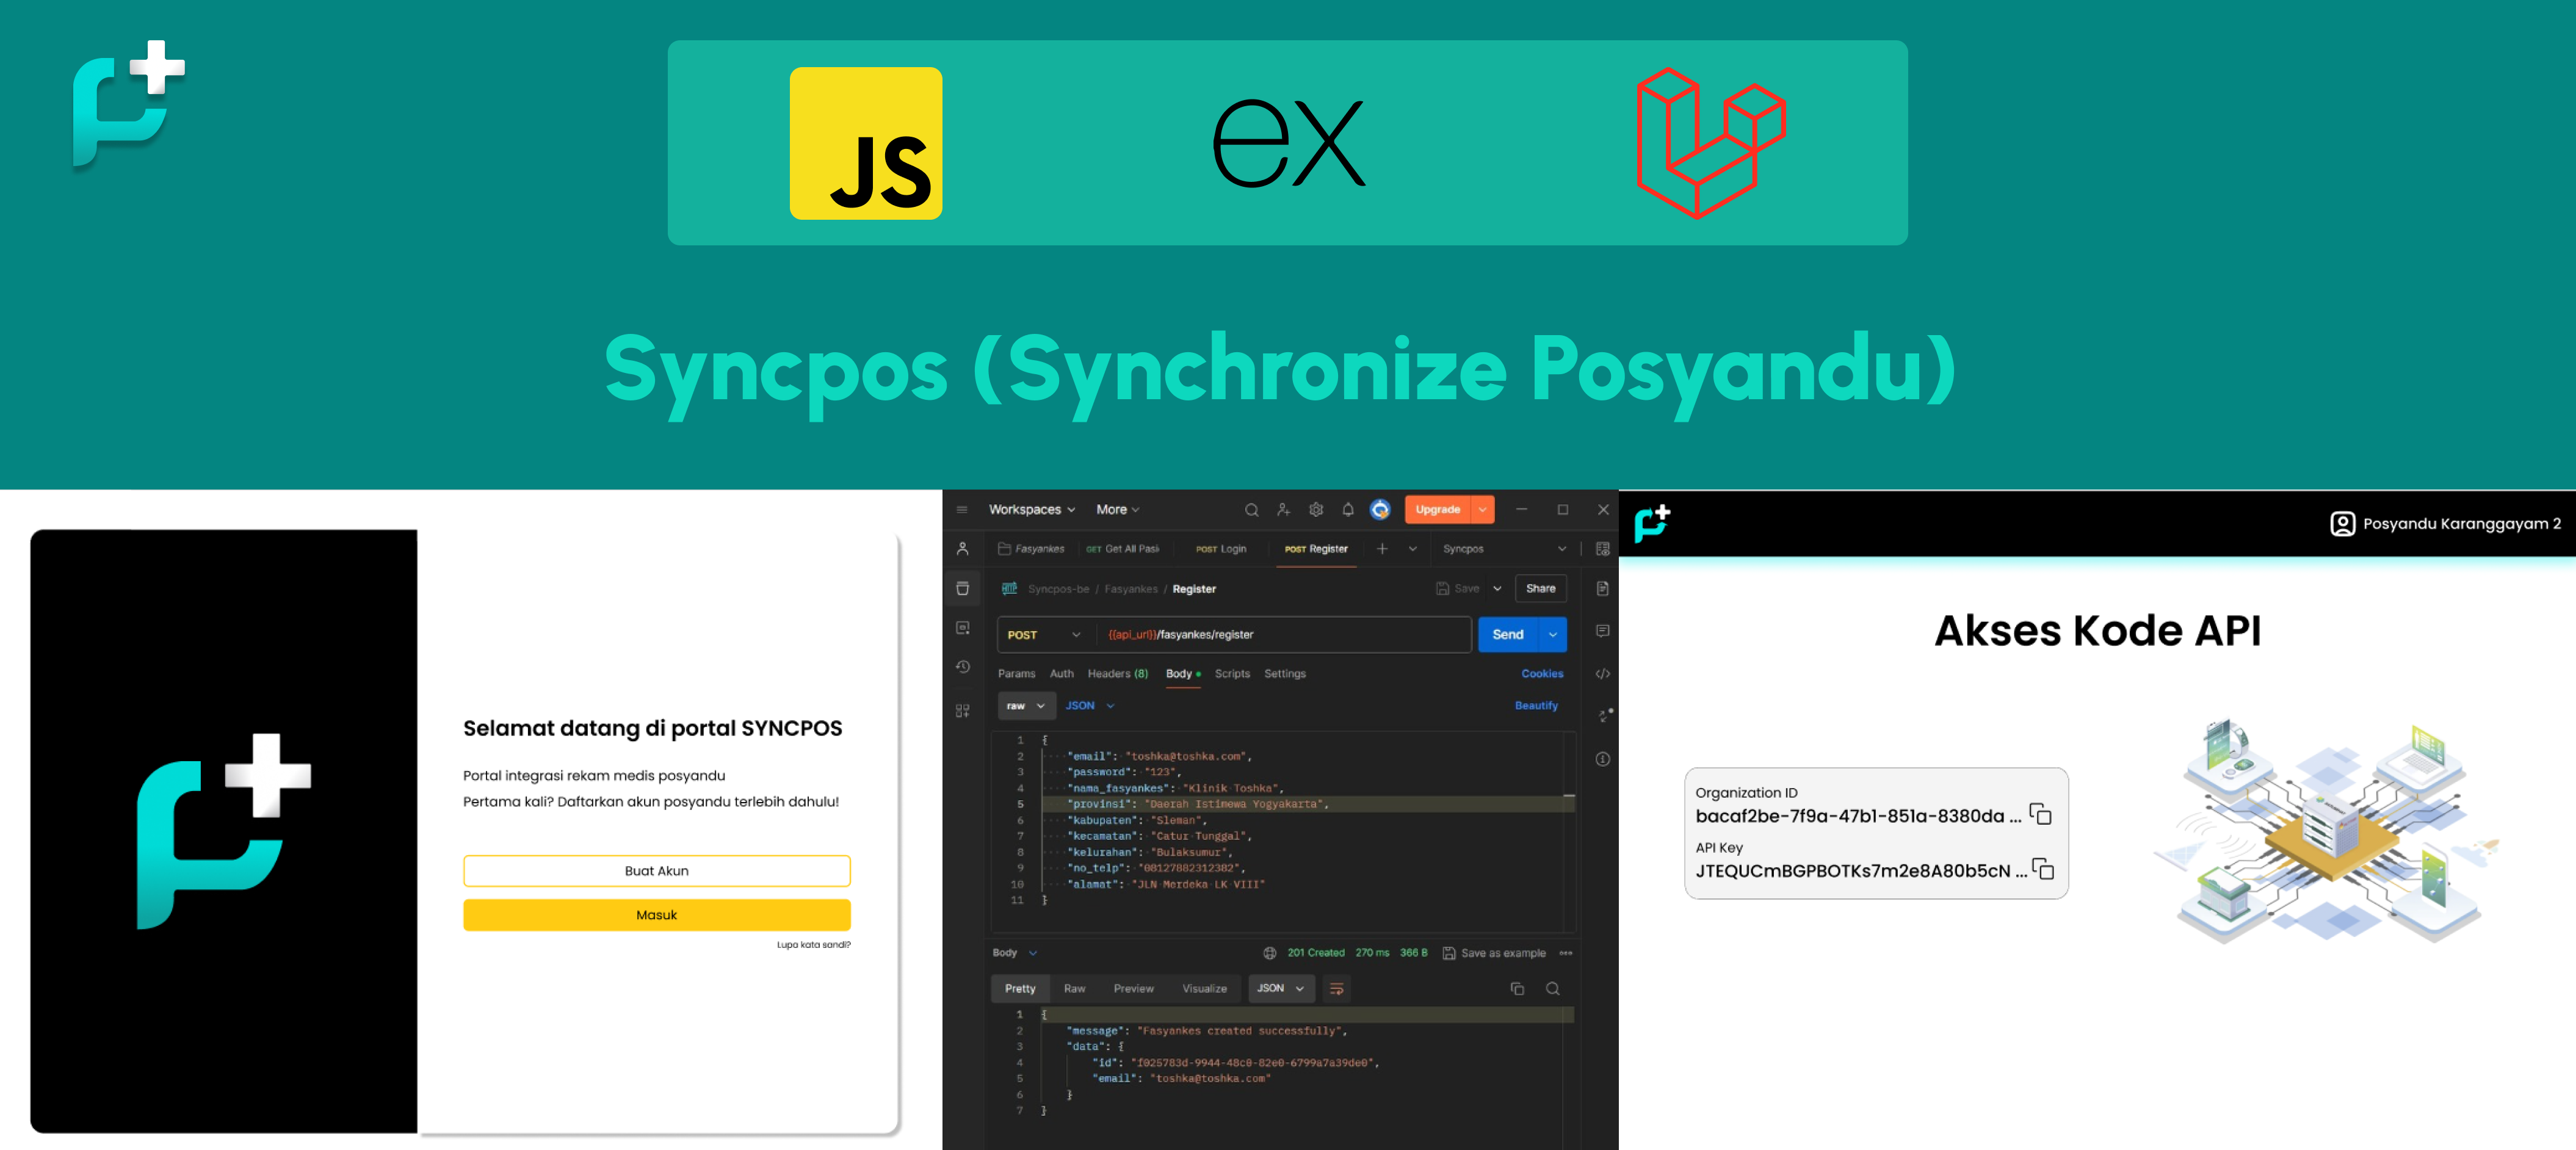 JS
ex
Syncpos (Synchronize Posyandu)
Selamat datang di portal SYNCPOS
Portal integrasi rekam medis posyandu
Pertama kali? Daftarkan akun posyandu terlebih dahulu!
Buat Akun
Masuk
Lupa kata sandi?
Workspaces More Upgrade
Fasyankes GET Get All Pasi POST Login POST Register Syncpos
Syncpos-be / Fasyankes / Register Save Share
POST {{api_url}}/fasyankes/register Send
Params Auth Headers (8) Body Scripts Settings Cookies
raw JSON Beautify
1 {
2 "email": "toshka@toshka.com",
3 "password": "123",
4 "nama_fasyankes": "Klinik Toshka",
5 "provinsi": "Daerah Istimewa Yogyakarta",
6 "kabupaten": "Sleman",
7 "kecamatan": "Catur Tunggal",
8 "kelurahan": "Bulaksumur",
9 "no_telp": "08127882312382",
10 "alamat": "JLN Merdeka LK VIII"
11 }
Body 201 Created 270 ms 366 B Save as example
Pretty Raw Preview Visualize JSON
1 {
2 "message": "Fasyankes created successfully",
3 "data": {
4 "id": "f025783d-9944-48c0-82e0-6799a7a39de0",
5 "email": "toshka@toshka.com"
6 }
7 }
Posyandu Karanggayam 2
Akses Kode API
Organization ID
bacaf2be-7f9a-47b1-851a-8380da ...
API Key
JTEQUCmBGPBOTKs7m2e8A80b5cN ...